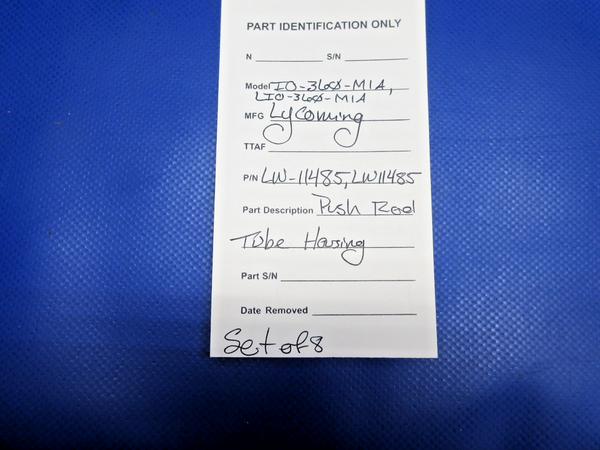 PART IDENTIFICATION ONLY
N S/N
Model IO-360-M1A,
LIO-360-M1A
MFG Lycoming
TTAF
P/N LW-11485, LW11485
Part Description Push Rod
Tube Housing
Part S/N
Date Removed
Set of 8